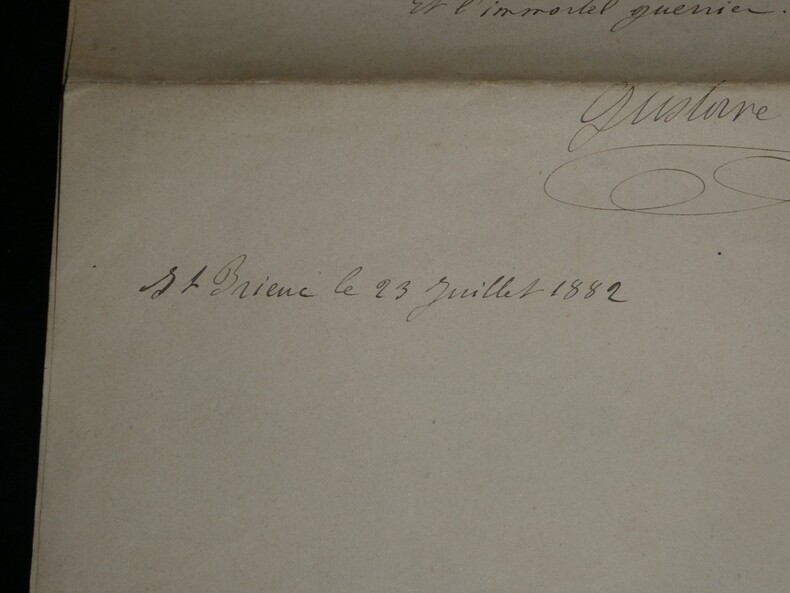 Et l'immortel guerrier.
Gustave
St Brieuc le 23 Juillet 1882